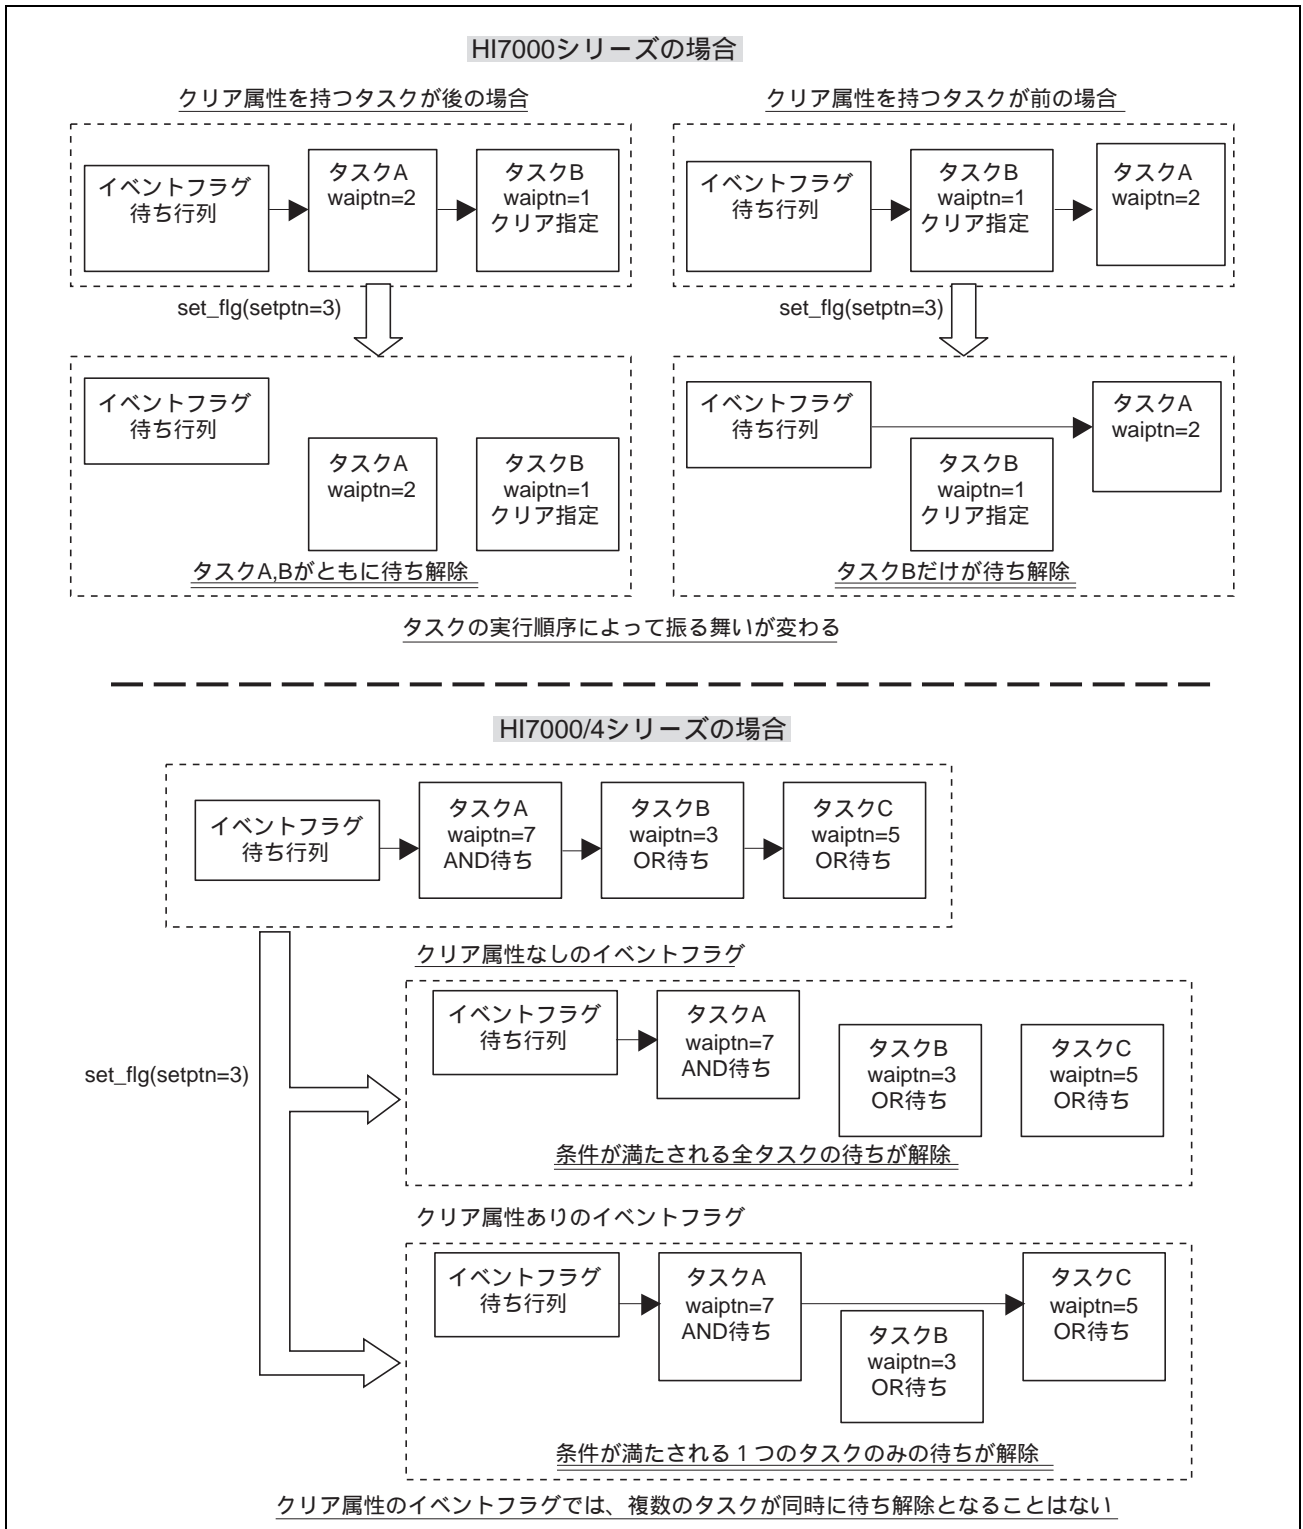 HI7000シリーズの場合
クリア属性を持つタスクが後の場合
イベントフラグ
待ち行列
タスクA
waiptn=2
タスクB
waiptn=1
クリア指定
set_flg(setptn=3)
イベントフラグ
待ち行列
タスクA
waiptn=2
タスクB
waiptn=1
クリア指定
タスクA,Bがともに待ち解除
クリア属性を持つタスクが前の場合
イベントフラグ
待ち行列
タスクB
waiptn=1
クリア指定
タスクA
waiptn=2
set_flg(setptn=3)
イベントフラグ
待ち行列
タスクA
waiptn=2
タスクB
waiptn=1
クリア指定
タスクBだけが待ち解除
タスクの実行順序によって振る舞いが変わる
HI7000/4シリーズの場合
イベントフラグ
待ち行列
タスクA
waiptn=7
AND待ち
タスクB
waiptn=3
OR待ち
タスクC
waiptn=5
OR待ち
set_flg(setptn=3)
クリア属性なしのイベントフラグ
イベントフラグ
待ち行列
タスクA
waiptn=7
AND待ち
タスクB
waiptn=3
OR待ち
タスクC
waiptn=5
OR待ち
条件が満たされる全タスクの待ちが解除
クリア属性ありのイベントフラグ
イベントフラグ
待ち行列
タスクA
waiptn=7
AND待ち
タスクB
waiptn=3
OR待ち
タスクC
waiptn=5
OR待ち
条件が満たされる1つのタスクのみの待ちが解除
クリア属性のイベントフラグでは、複数のタスクが同時に待ち解除となることはない